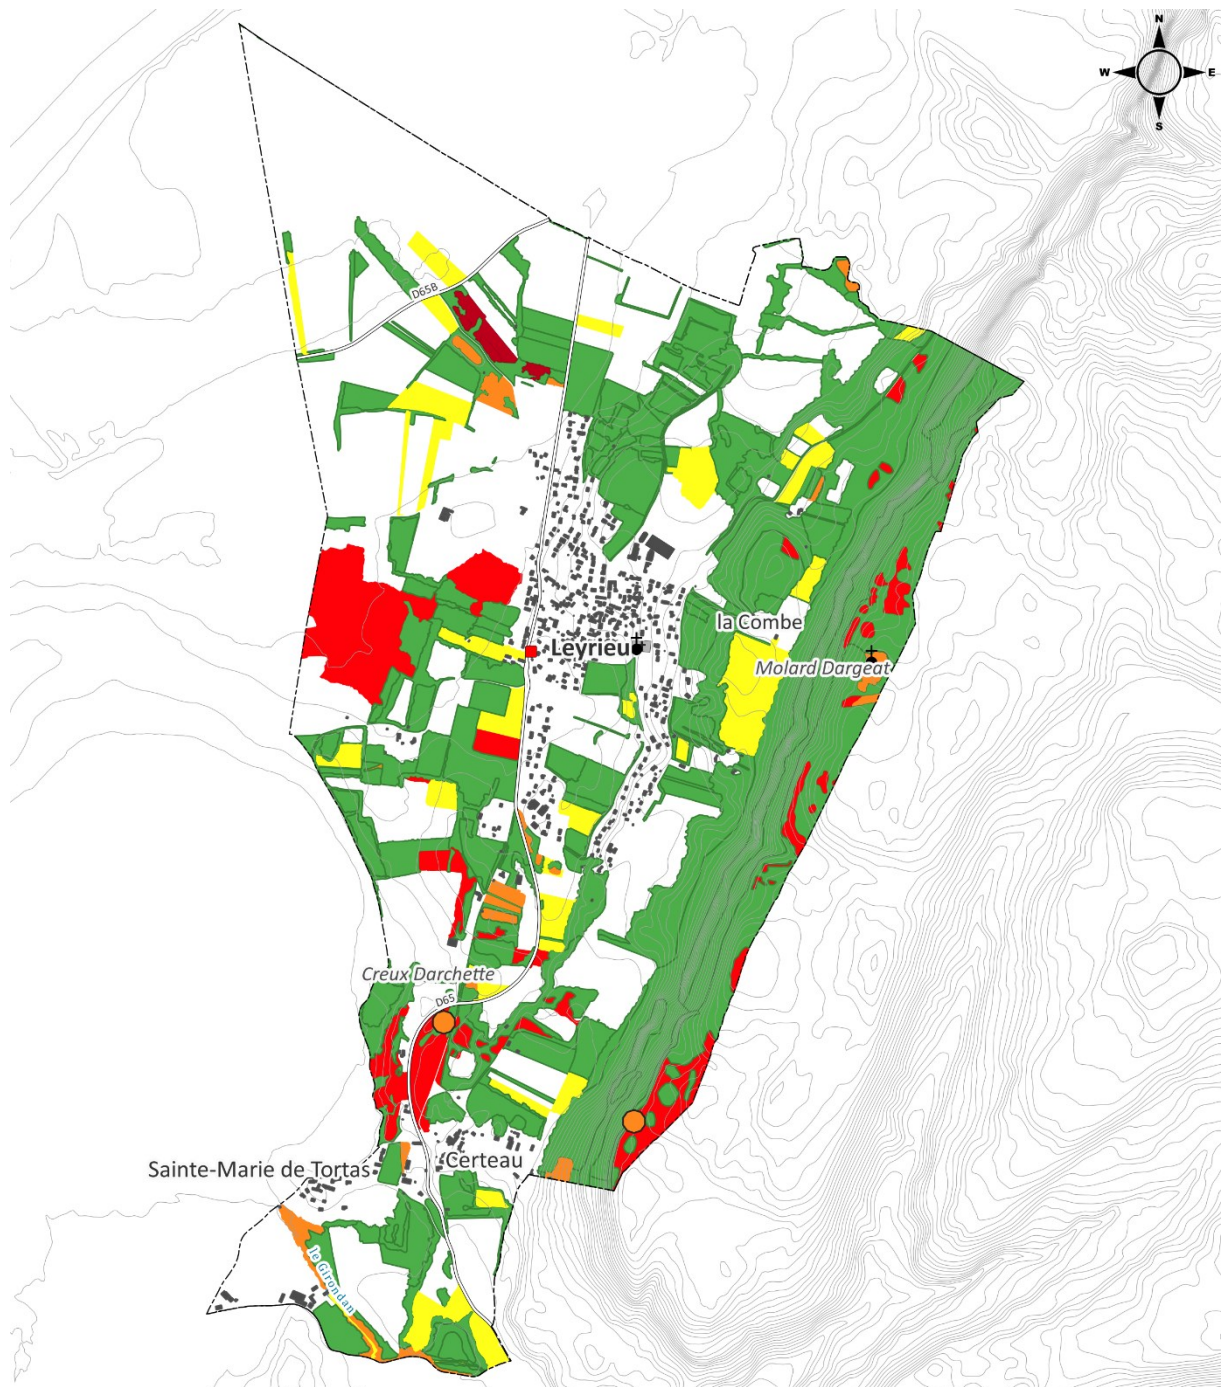 N
W
E
S
D65B
la Combe
Leyrieu
Molard Dargeat
Creux Darchette
D65
Certeau
Sainte-Marie de Tortas
le Girondan